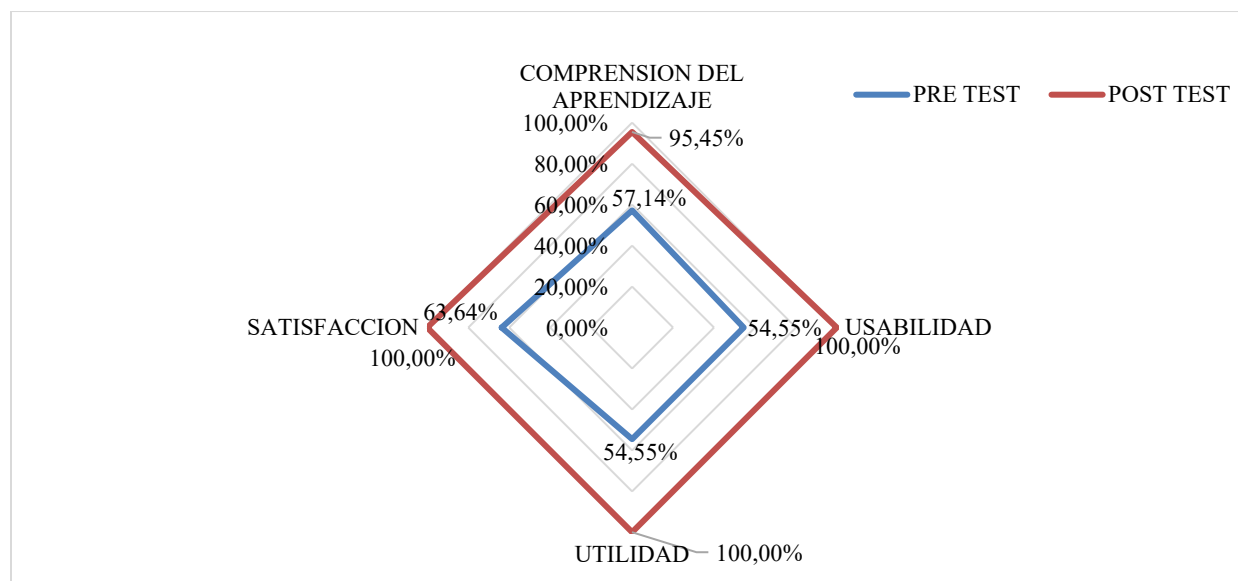 COMPRENSION DEL
APRENDIZAJE
PRE TEST
POST TEST
100,00%
95,45%
80,00%
60,00%
57,14%
40,00%
20,00%
0,00%
63,64%
SATISFACCION
100,00%
54,55%
USABILIDAD
100,00%
54,55%
UTILIDAD
100,00%